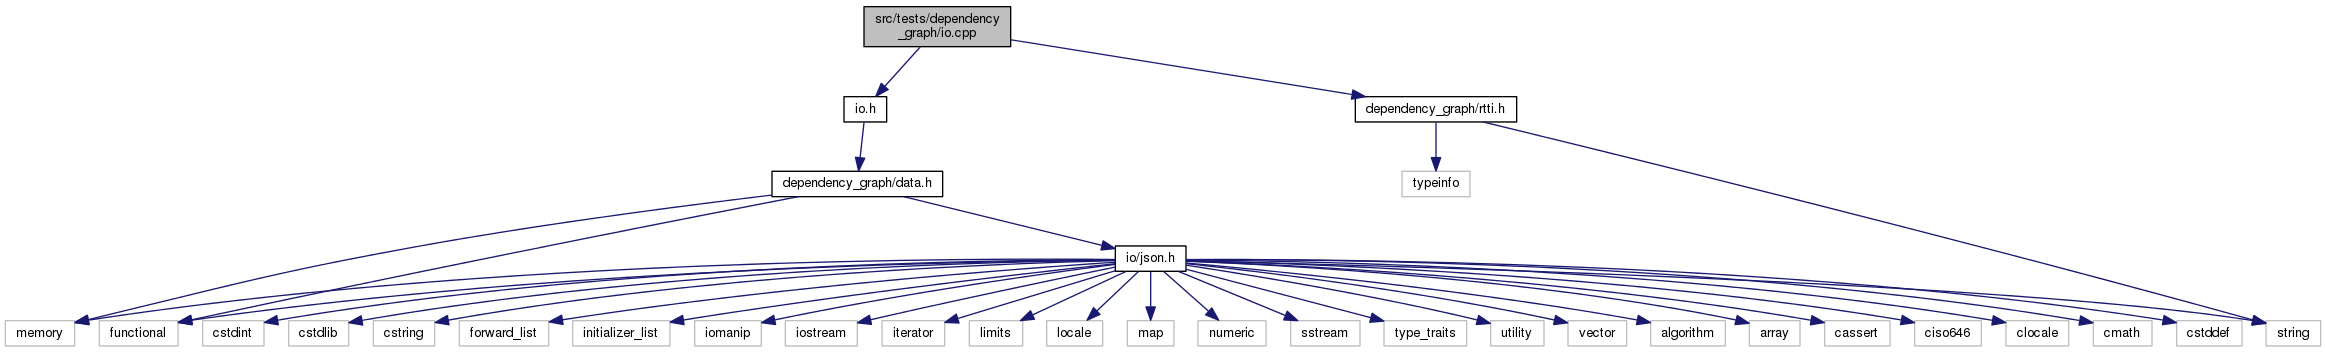 src/tests/dependency
_graph/io.cpp
io.h
dependency_graph/rtti.h
dependency_graph/data.h
typeinfo
io/json.h
memory
functional
cstdint
cstdlib
cstring
forward_list
initializer_list
iomanip
iostream
iterator
limits
locale
map
numeric
sstream
type_traits
utility
vector
algorithm
array
cassert
ciso646
clocale
cmath
cstddef
string